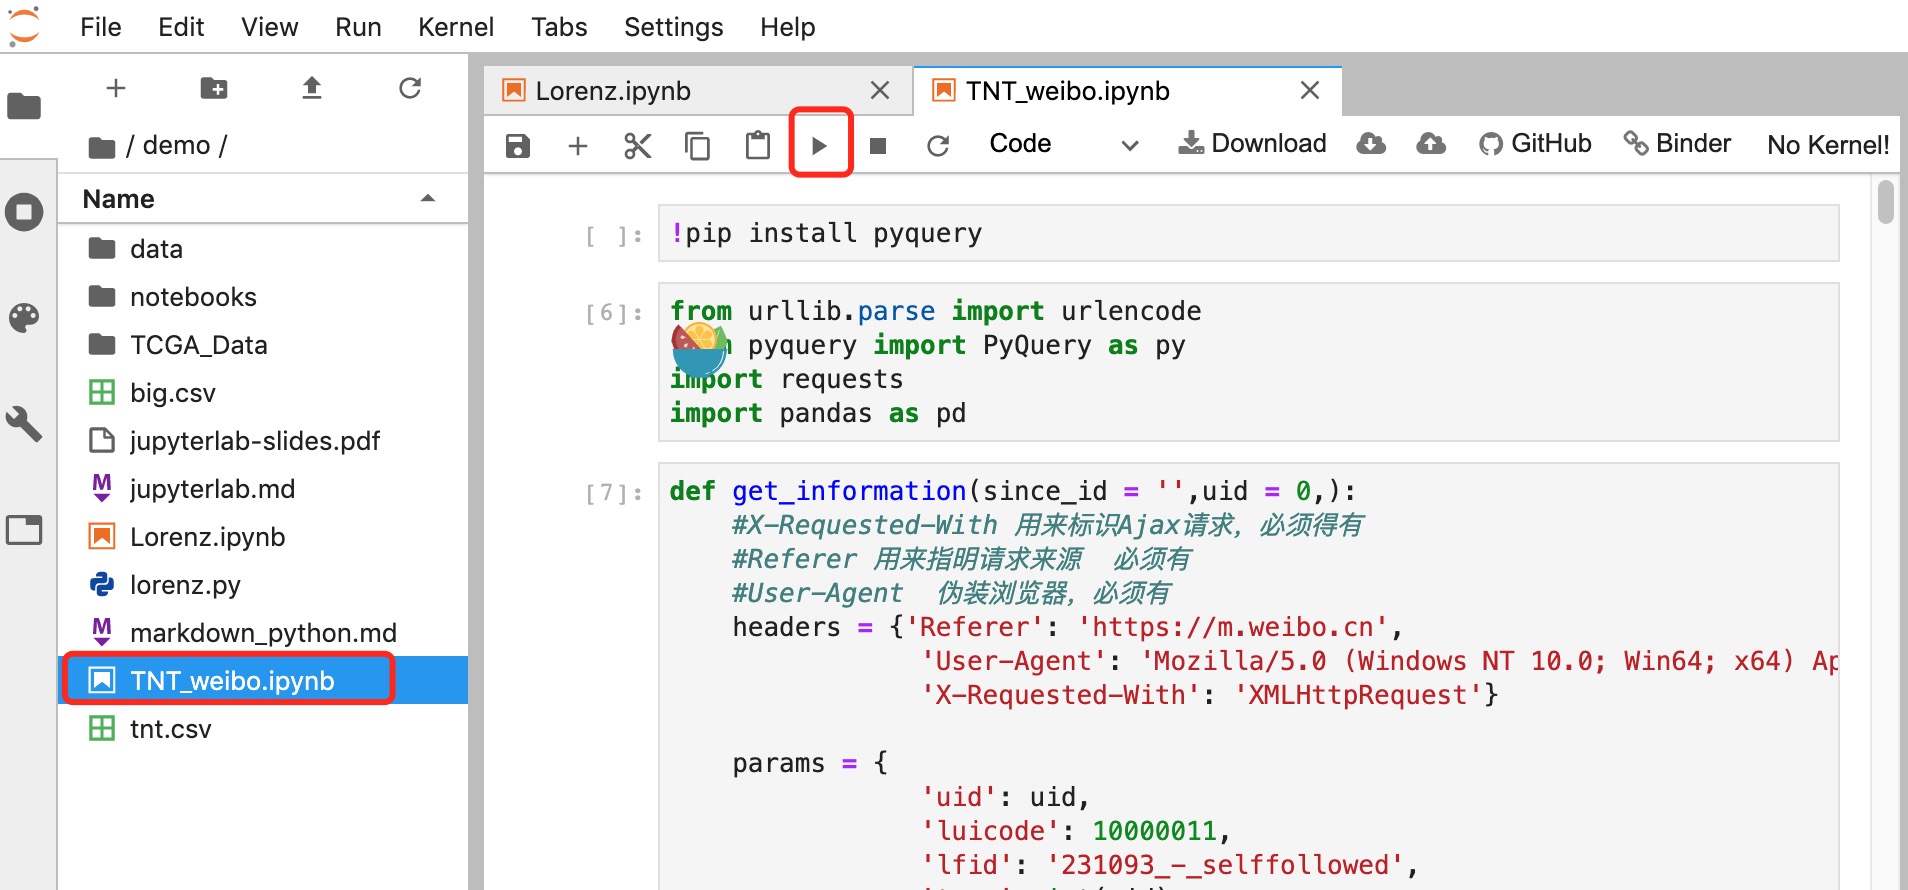 File Edit View Run Kernel Tabs Settings Help
Lorenz.ipynb
TNT_weibo.ipynb
/ demo /
Code
Download
GitHub
Binder
No Kernel!
Name
data
notebooks
TCGA_Data
big.csv
jupyterlab-slides.pdf
jupyterlab.md
Lorenz.ipynb
lorenz.py
markdown_python.md
TNT_weibo.ipynb
tnt.csv
[ ]: !pip install pyquery
[6]: from urllib.parse import urlencode
pyquery import PyQuery as py
import requests
import pandas as pd
[7]: def get_information(since_id = '',uid = 0,):
#X-Requested-With 用来标识Ajax请求，必须得有
#Referer 用来指明请求来源 必须有
#User-Agent 伪装浏览器，必须有
headers = {'Referer': 'https://m.weibo.cn',
'User-Agent': 'Mozilla/5.0 (Windows NT 10.0; Win64; x64) Ap
'X-Requested-With': 'XMLHttpRequest'}
params = {
'uid': uid,
'luicode': 10000011,
'lfid': '231093_-_selffollowed',